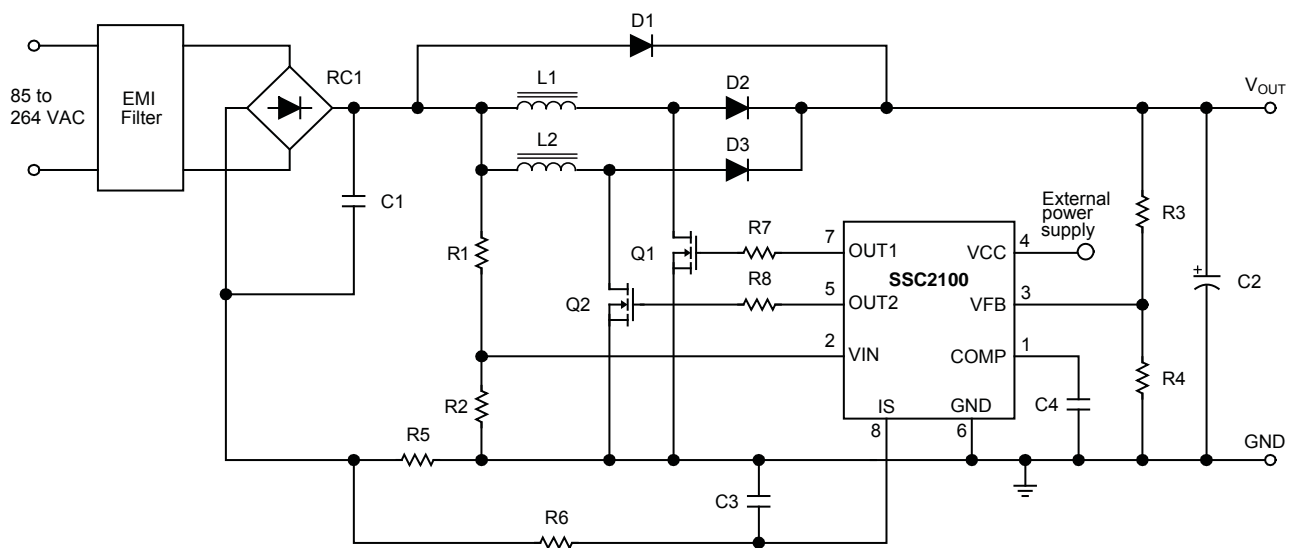 D1
RC1
L1
D2
V OUT
85 to
264 VAC
EMI
Filter
L2
D3
C1
External
power
supply
R3
R1
Q1
R7
7
OUT1
VCC
4
SSC2100
C2
+
R8
Q2
5
OUT2
VFB
3
2
VIN
COMP
1
R4
R2
IS
GND
C4
8
6
R5
GND
C3
R6